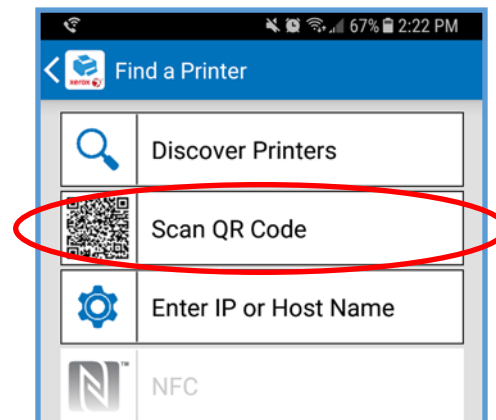 67% 2:22 PM
xerox Find a Printer
Discover Printers
Scan QR Code
Enter IP or Host Name
NFC